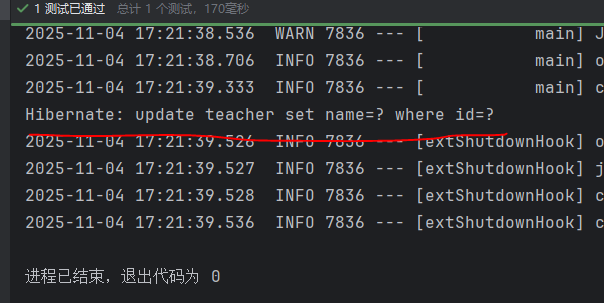 1 测试已通过 总计 1 个测试，170毫秒
2025-11-04 17:21:38.536  WARN 7836 --- [           main] J
2025-11-04 17:21:38.706  INFO 7836 --- [           main] o
2025-11-04 17:21:39.333  INFO 7836 --- [           main] c
Hibernate: update teacher set name=? where id=?
2025-11-04 17:21:39.526  INFO 7836 --- [extShutdownHook] o
2025-11-04 17:21:39.527  INFO 7836 --- [extShutdownHook] j
2025-11-04 17:21:39.528  INFO 7836 --- [extShutdownHook] c
2025-11-04 17:21:39.536  INFO 7836 --- [extShutdownHook] c
进程已结束，退出代码为 0